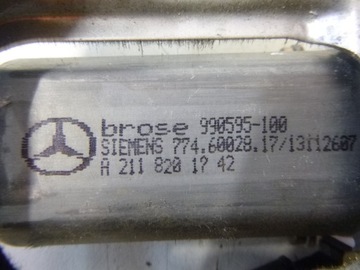 brose 990595-100
SIEMENS 774.60028.17/13112607
A 211 820 17 42